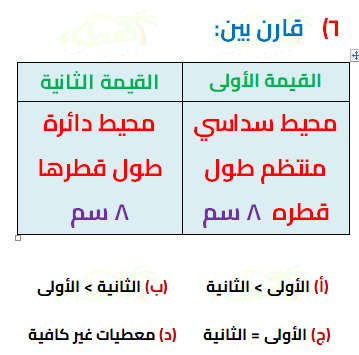 ٦) قارن بين:
القيمة الأولى القيمة الثانية
محيط سداسي محيط دائرة
منتظم طول طول قطرها
قطره ٨ سم ٨ سم
(أ) الأولى > الثانية (ب) الثانية > الأولى
(ج) الأولى = الثانية (د) معطيات غير كافية